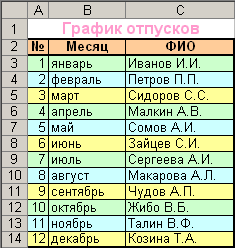 A B C
1 График отпусков
2 № Месяц ФИО
3 1 январь Иванов И.И.
4 2 февраль Петров П.П.
5 3 март Сидоров С.С.
6 4 апрель Малкин А.В.
7 5 май Сомов А.И.
8 6 июнь Зайцев С.И.
9 7 июль Сергеева А.И.
10 8 август Макарова А.Л.
11 9 сентябрь Чудов А.П.
12 10 октябрь Жибо В.Б.
13 11 ноябрь Талин В.Ф.
14 12 декабрь Козина Т.А.